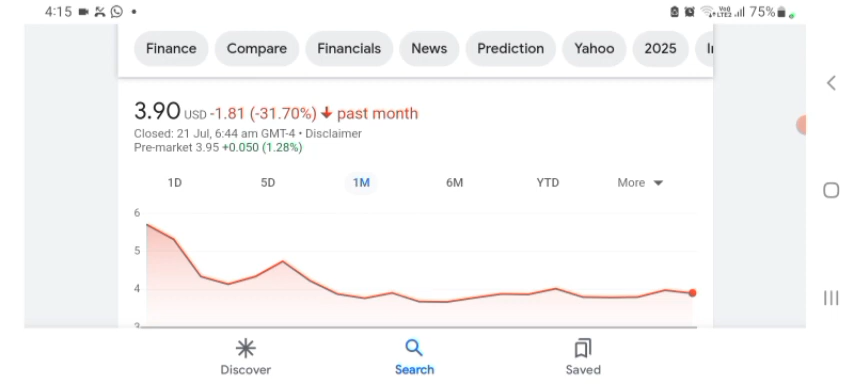 4:15 75%
Finance Compare Financials News Prediction Yahoo 2025
3.90 USD -1.81 (-31.70%) past month
Closed: 21 Jul, 6:44 am GMT-4 • Disclaimer
Pre-market 3.95 +0.050 (1.28%)
1D 5D 1M 6M YTD More
6
5
4
3
Discover Search Saved